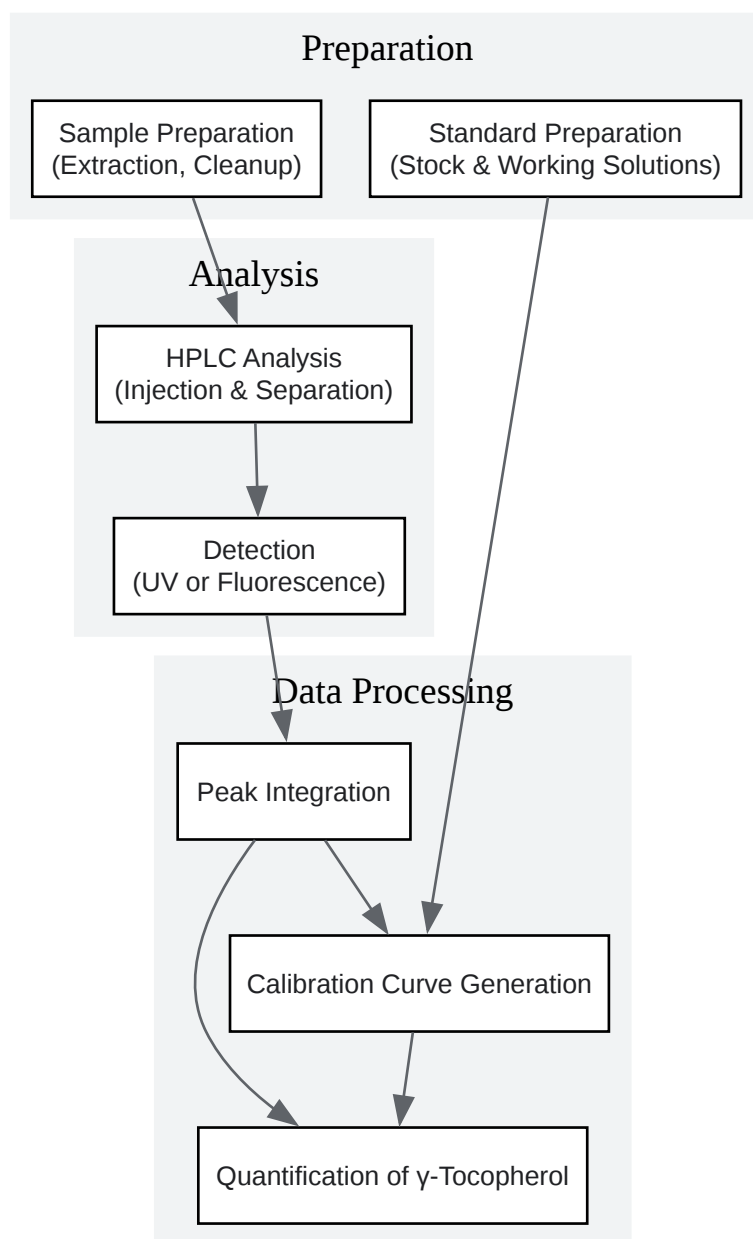 Preparation
Sample Preparation
(Extraction, Cleanup)
Standard Preparation
(Stock & Working Solutions)
Analysis
HPLC Analysis
(Injection & Separation)
Detection
(UV or Fluorescence)
Data Processing
Peak Integration
Calibration Curve Generation
Quantification of γ-Tocopherol